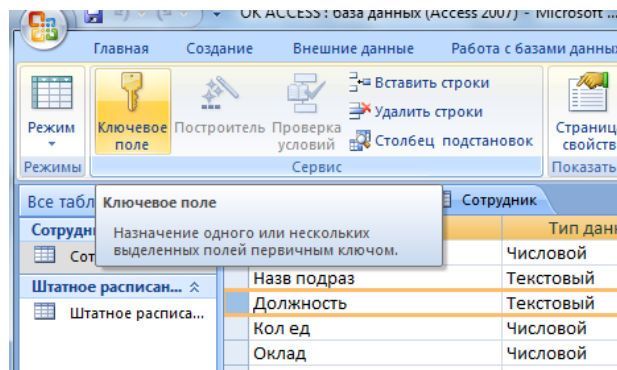 OK ACCESS : база данных (Access 2007) - Microsoft ...
Главная Создание Внешние данные Работа с базами данных
Режим
Ключевое поле
Построитель
Проверка условий
Вставить строки
Удалить строки
Столбец подстановок
Страниц
свойств
Режимы
Сервис
Показать
Все табл
Сотрудник
Ключевое поле
Назначение одного или нескольких
выделенных полей первичным ключом.
Сотрудн
Сот
Штатное расписан...
Штатное расписа...
Тип данн
Числовой
Назв подраз Текстовый
Должность Текстовый
Кол ед Числовой
Оклад Числовой